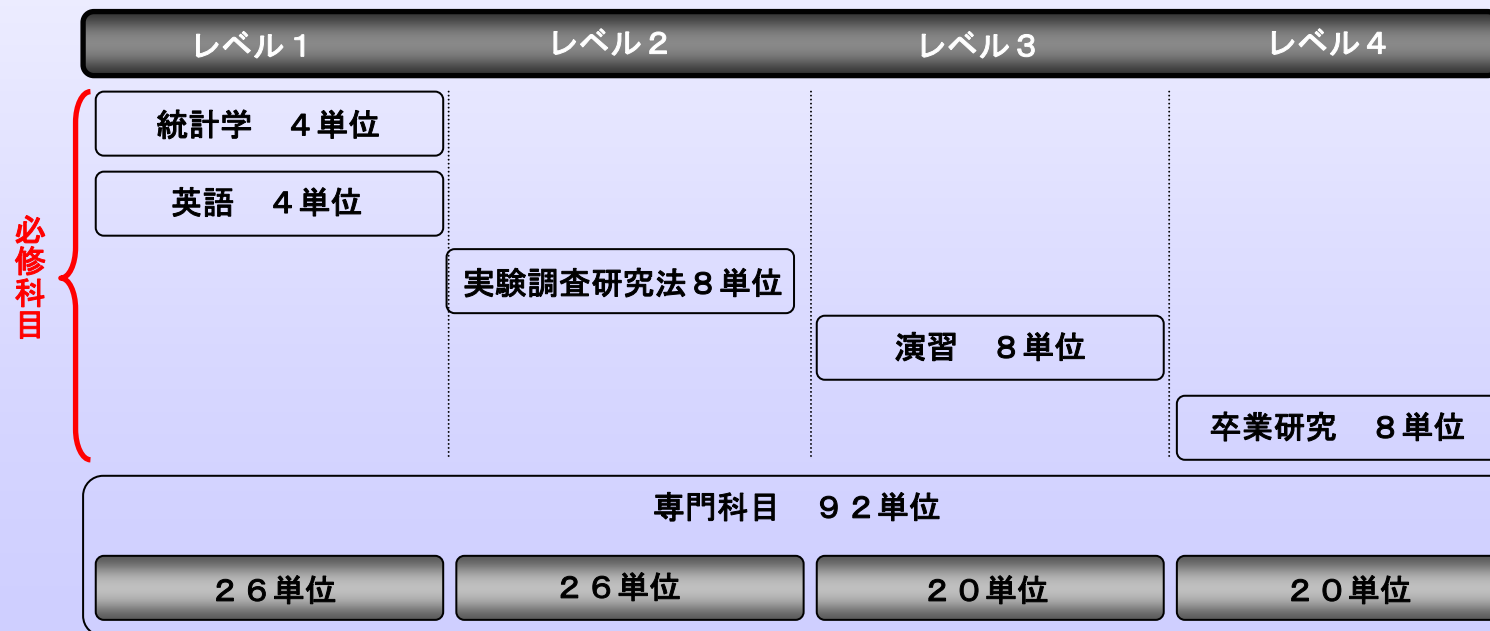 レベル１　レベル２　レベル３　レベル４
統計学　４単位
英語　４単位
必修科目
実験調査研究法８単位
演習　８単位
卒業研究　８単位
専門科目　９２単位
２６単位　２６単位　２０単位　２０単位